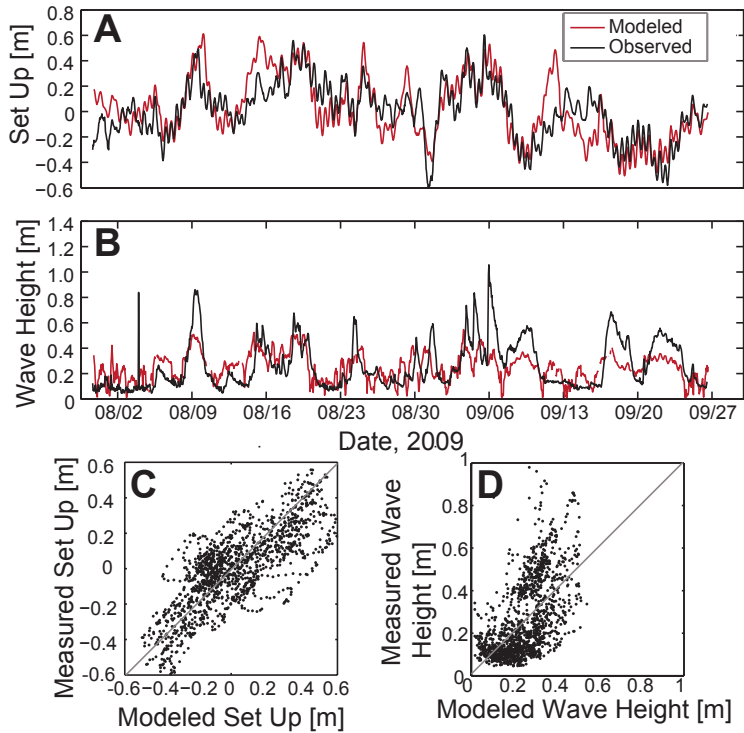 A
Set Up [m]
0.8
0.6
0.4
0.2
0
−0.2
−0.4
−0.6
Modeled
Observed
B
Wave Height [m]
1.4
1.2
1.0
0.8
0.6
0.4
0.2
0
08/02 08/09 08/16 08/23 08/30 09/06 09/13 09/20 09/27
Date, 2009
C
Measured Set Up [m]
0.6
0.4
0.2
0
-0.2
-0.4
-0.6
-0.6 -0.4 -0.2 0 0.2 0.4 0.6
Modeled Set Up [m]
D
Measured Wave
Height [m]
1
0.8
0.6
0.4
0.2
0
0 0.2 0.4 0.6 0.8 1
Modeled Wave Height [m]